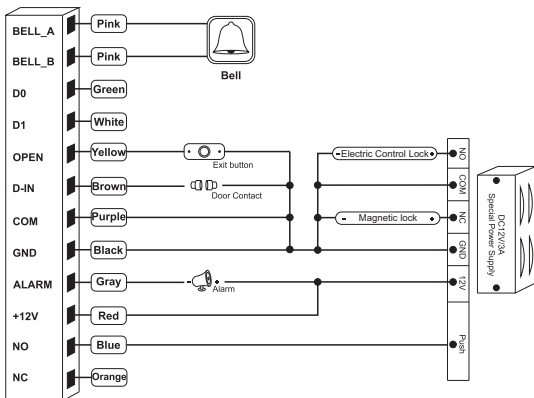 BELL_A Pink
BELL_B Pink
Bell
D0 Green
D1 White
OPEN Yellow
Exit button
-Electric Control Lock
NO
D-IN Brown
Door Contact
COM
COM Purple
- Magnetic lock
NC
GND Black
GND
ALARM Gray
- Alarm
12V
+12V Red
NO Blue
Push
NC Orange
DC12V/3A
Special Power Supply